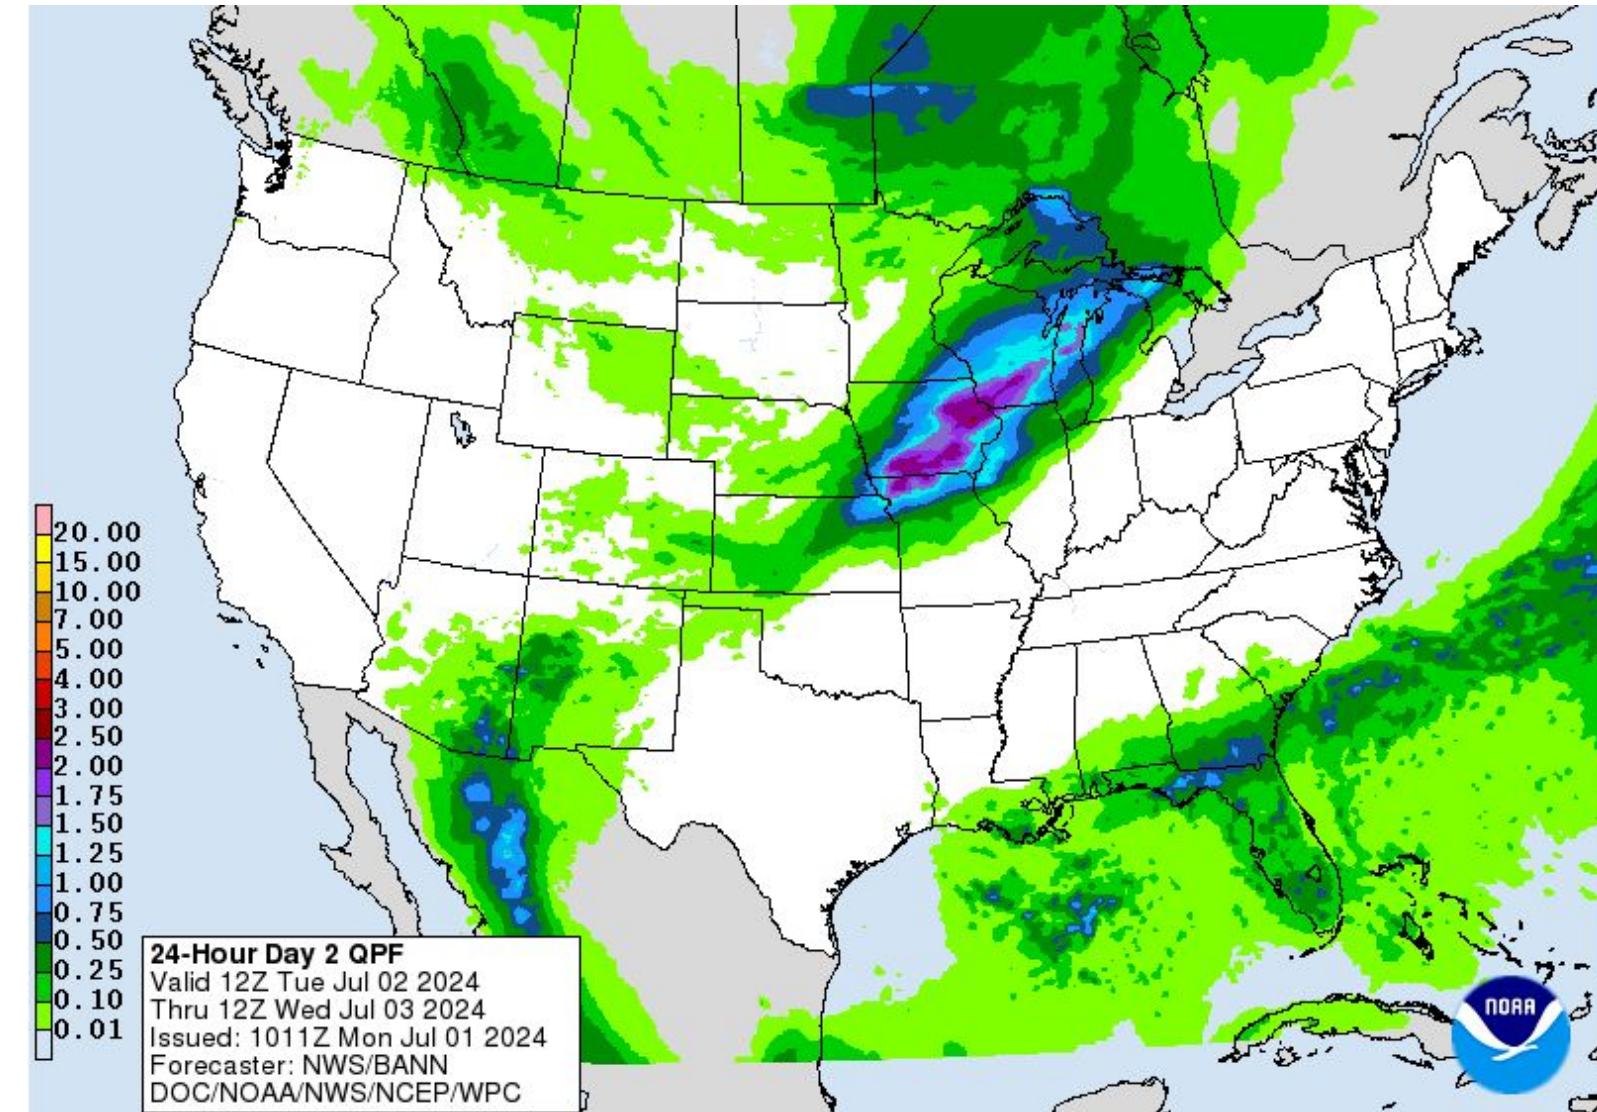 20.00
15.00
10.00
7.00
5.00
4.00
3.00
2.50
2.00
1.75
1.50
1.25
1.00
0.75
0.50
0.25
0.10
0.01
24-Hour Day 2 QPF
Valid 12Z Tue Jul 02 2024
Thru 12Z Wed Jul 03 2024
Issued: 1011Z Mon Jul 01 2024
Forecaster: NWS/BANN
DOC/NOAA/NWS/NCEP/WPC
NOAA